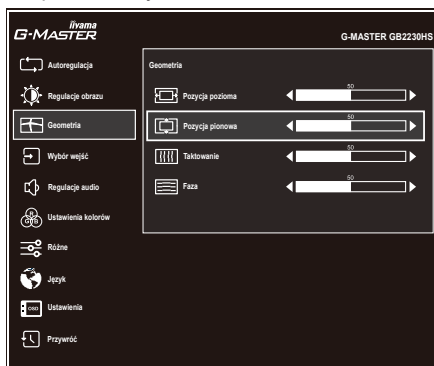 iiyama
G-MASTER
G-MASTER GB2230HS
Autoregulacja
Regulacje obrazu
Geometria
Wybór wejść
Regulacje audio
R
G B
Ustawienia kolorów
Różne
Język
OSD
Ustawienia
Przywróć
Geometria
Pozycja pozioma
50
Pozycja pionowa
50
Taktowanie
50
Faza
50